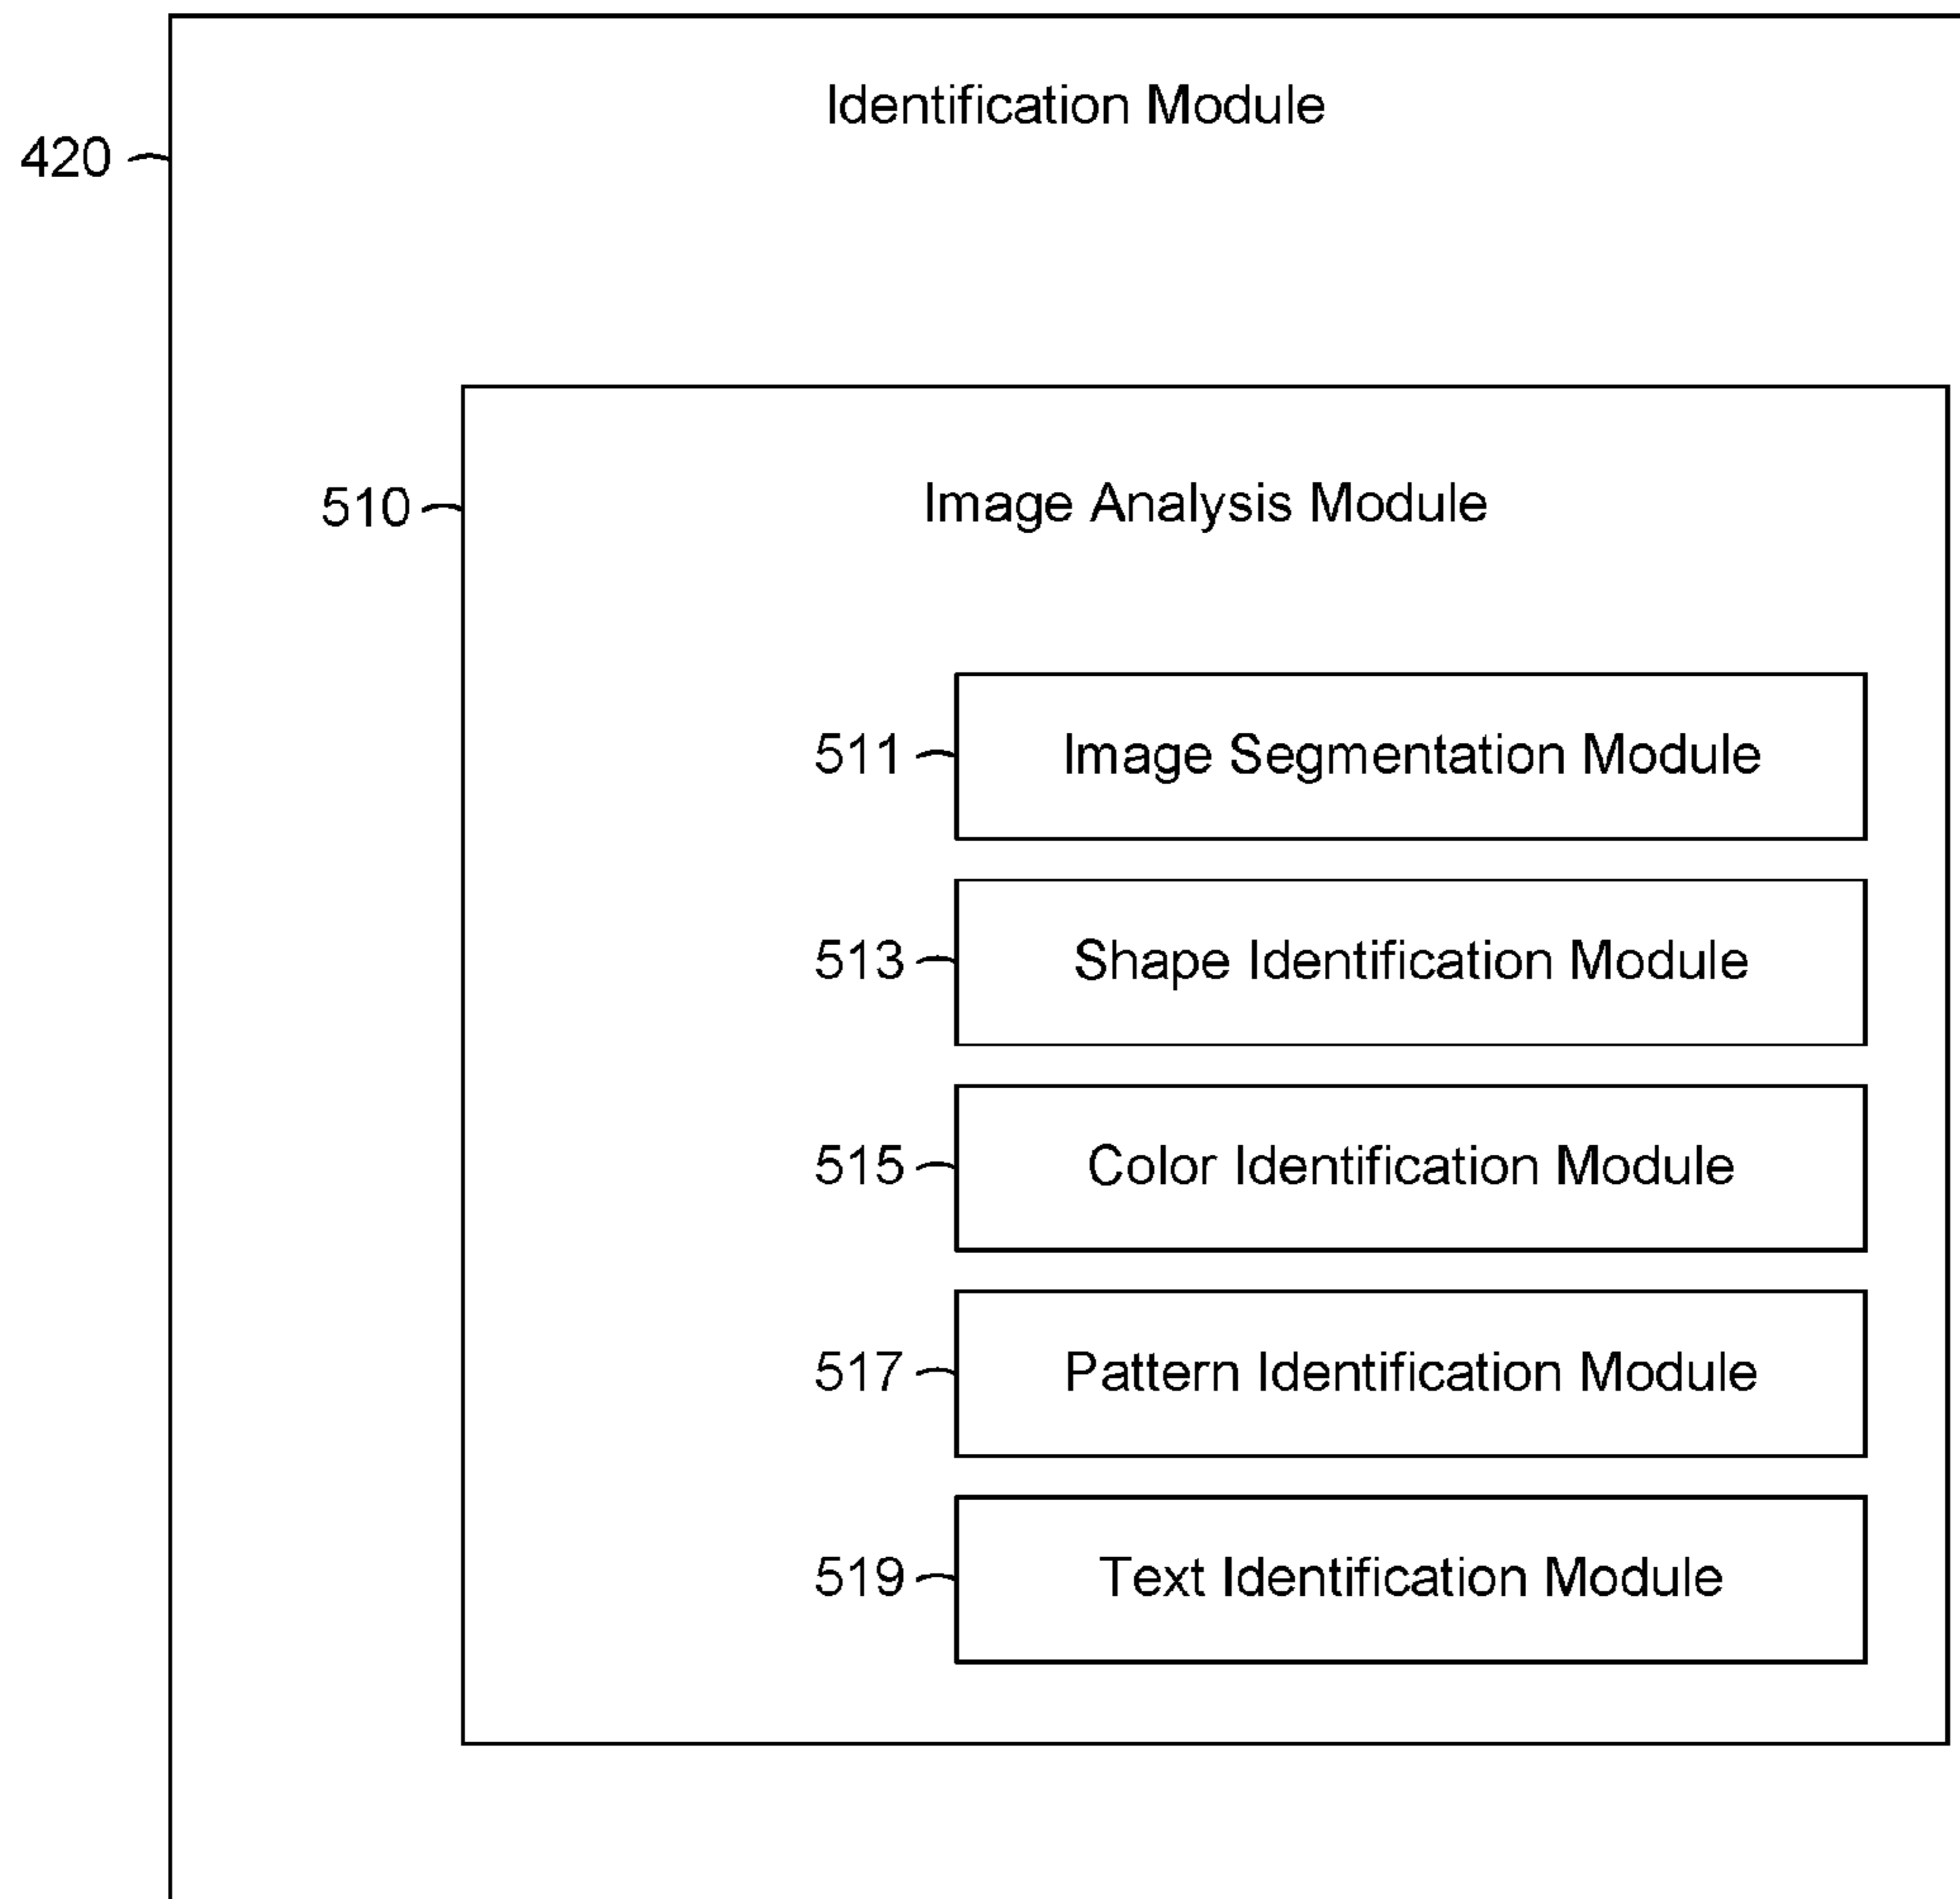 Identification Module
420
510
Image Analysis Module
511
Image Segmentation Module
513
Shape Identification Module
515
Color Identification Module
517
Pattern Identification Module
519
Text Identification Module